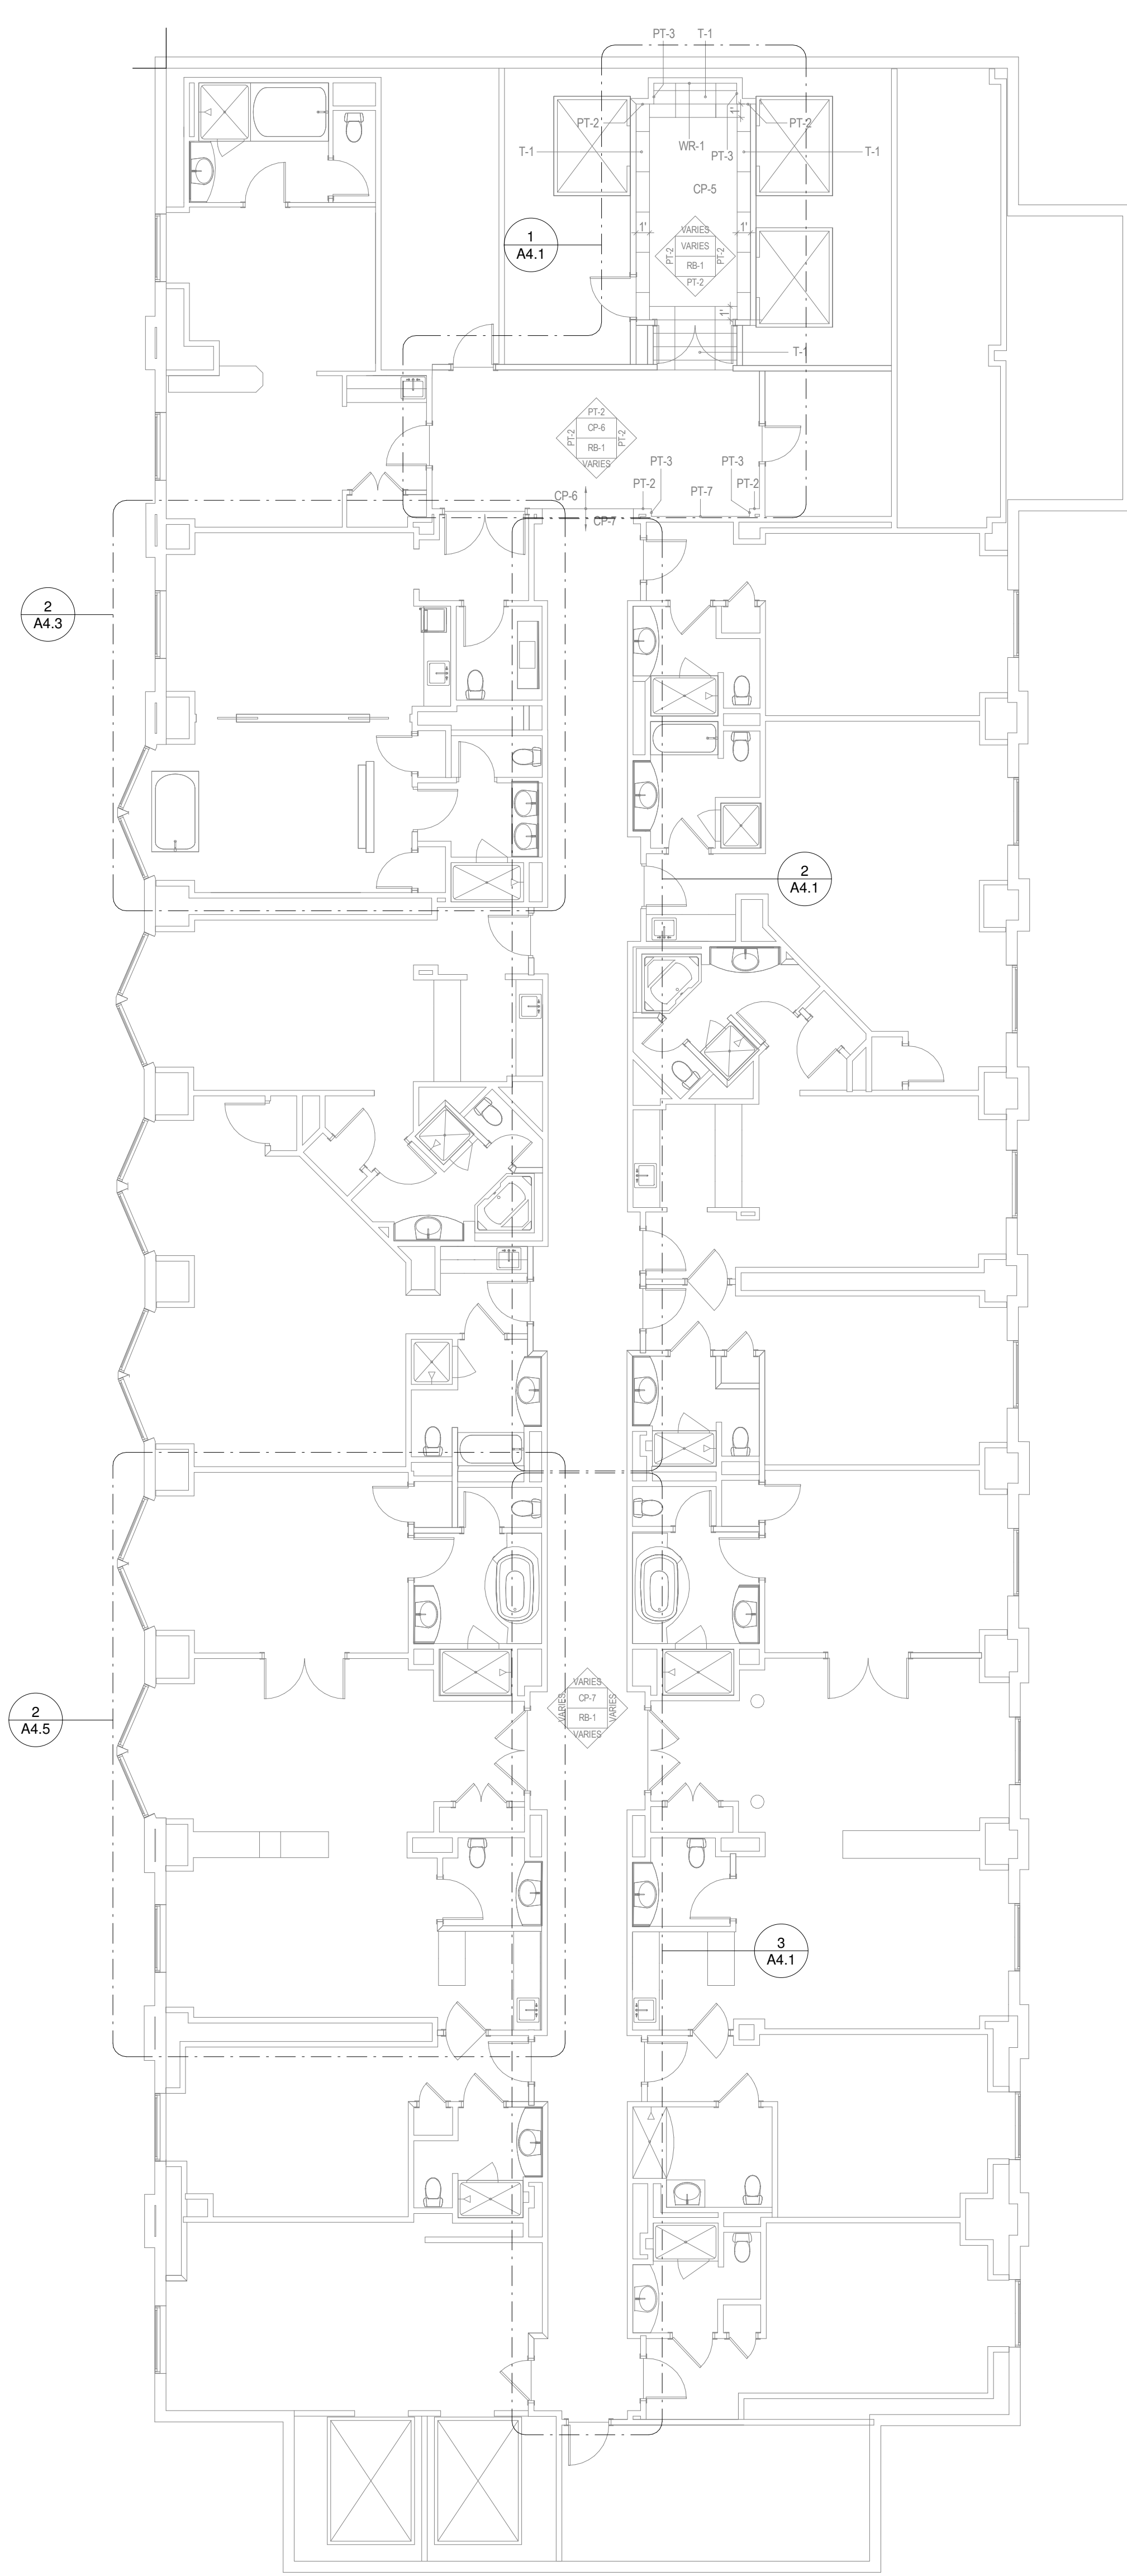 PT-3 T-1
1'
PT-2 PT-2
WR-1
T-1 PT-3 T-1
CP-5
1
A4.1
1' 1'
VARIES
VARIES
PT-2 PT-2
RB-1
PT-2
1'
T-1
PT-2
CP-6
PT-2 PT-2
RB-1
VARIES
PT-3 PT-3
PT-2 PT-7 PT-2
CP-6
CP-7
2
A4.3
2
A4.1
VARIES
CP-7
VARIES VARIES
RB-1
VARIES
2
A4.5
3
A4.1